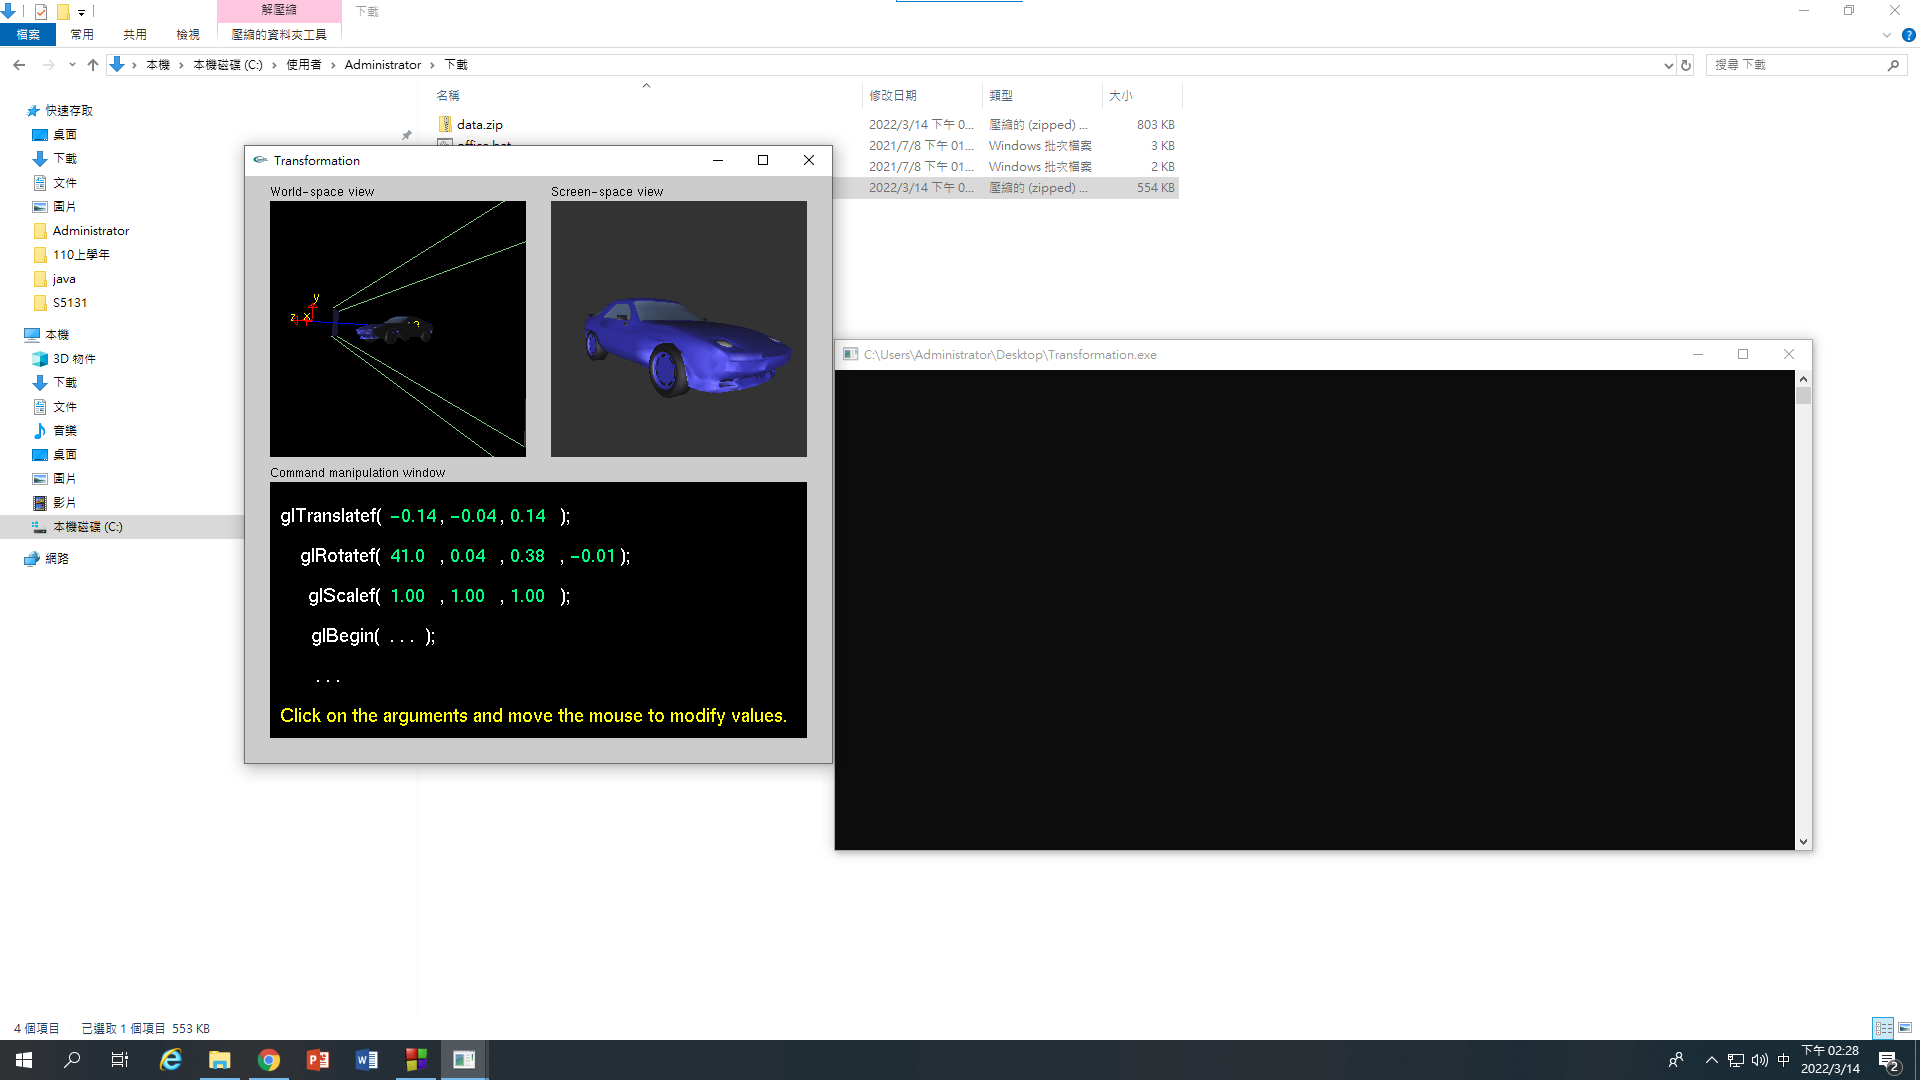 解壓縮
下載
檔案
常用
共用
檢視
壓縮的資料夾工具
本機 › 本機磁碟 (C:) › 使用者 › Administrator › 下載
搜尋 下載
名稱
修改日期
類型
大小
data.zip
2022/3/14 下午 0...
壓縮的 (zipped) ...
803 KB
2021/7/8 下午 01...
Windows 批次檔案
3 KB
2021/7/8 下午 01...
Windows 批次檔案
2 KB
2022/3/14 下午 0...
壓縮的 (zipped) ...
554 KB
快速存取
桌面
下載
文件
圖片
Administrator
110上學年
java
S5131
本機
3D 物件
下載
文件
音樂
桌面
圖片
影片
本機磁碟 (C:)
網路
Transformation
World-space view
Screen-space view
y
z
x
?
Command manipulation window
glTranslatef( -0.14 , -0.04 , 0.14 );
glRotatef( 41.0 , 0.04 , 0.38 , -0.01 );
glScalef( 1.00 , 1.00 , 1.00 );
glBegin( . . . );
. . .
Click on the arguments and move the mouse to modify values.
C:\Users\Administrator\Desktop\Transformation.exe
4 個項目
已選取 1 個項目 553 KB
中
下午 02:28
2022/3/14
2